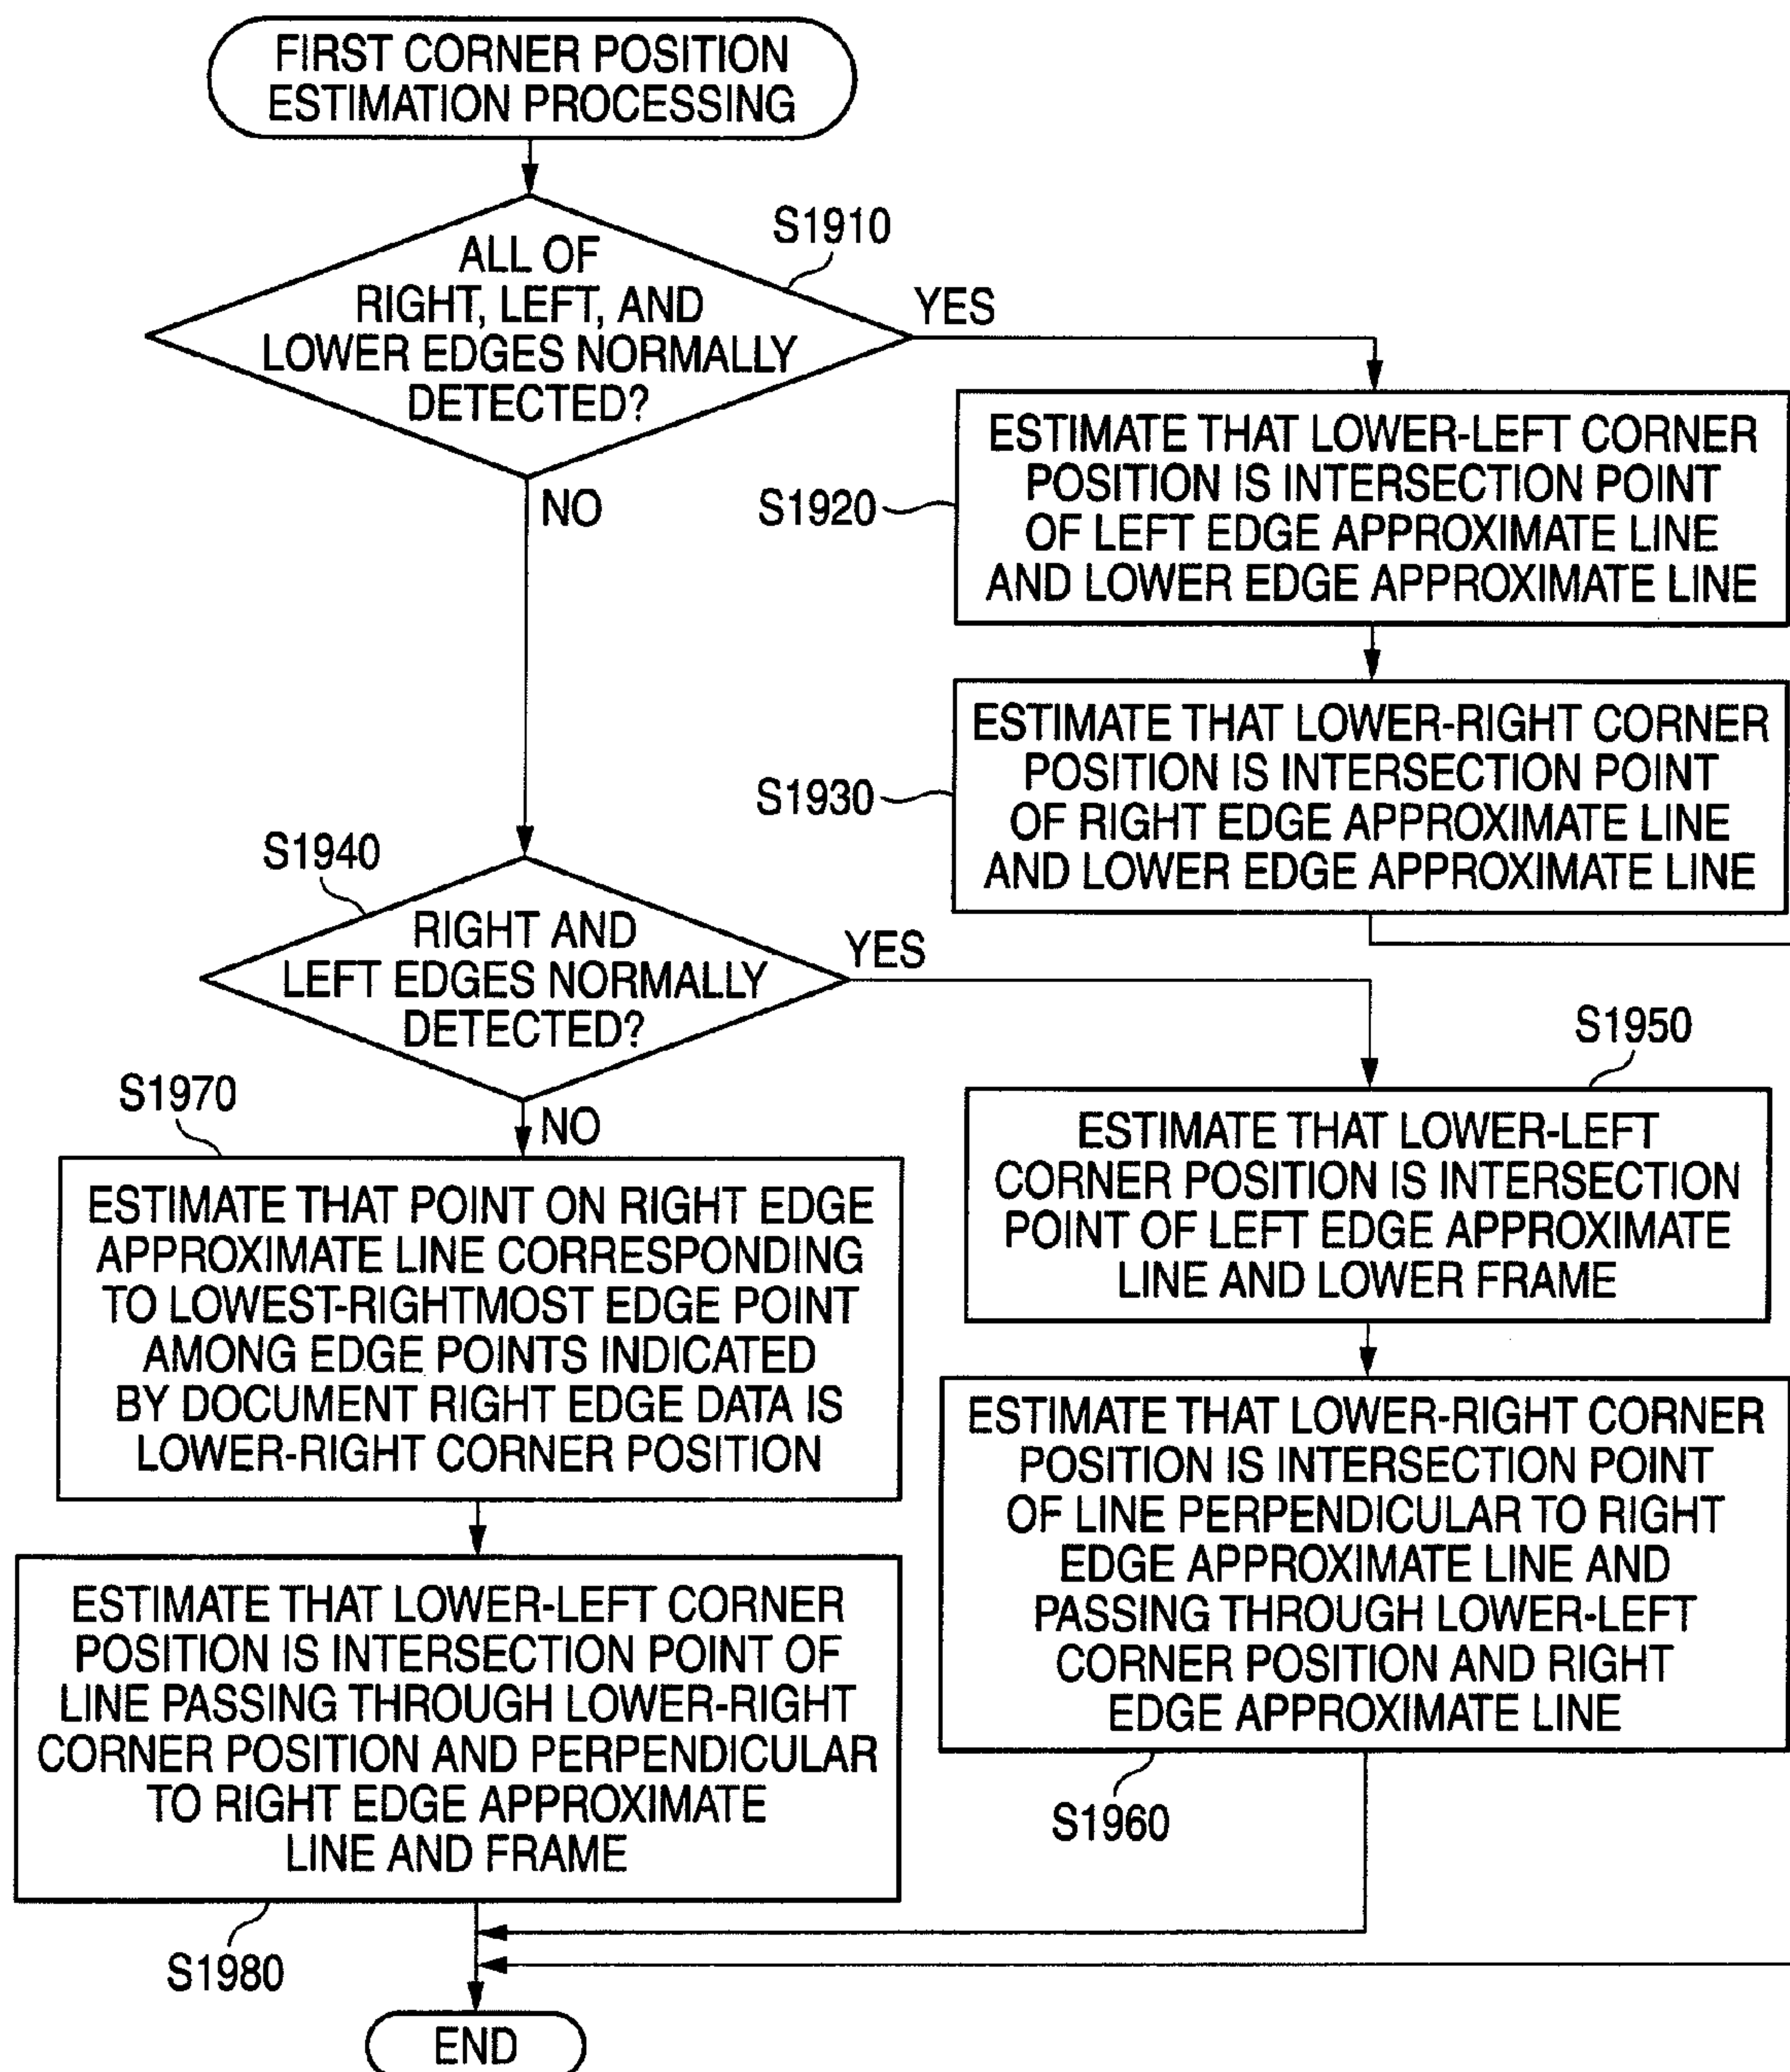 FIRST CORNER POSITION
ESTIMATION PROCESSING
S1910
ALL OF
RIGHT, LEFT, AND
LOWER EDGES NORMALLY
DETECTED?
YES
NO
S1920
ESTIMATE THAT LOWER-LEFT CORNER
POSITION IS INTERSECTION POINT
OF LEFT EDGE APPROXIMATE LINE
AND LOWER EDGE APPROXIMATE LINE
S1930
ESTIMATE THAT LOWER-RIGHT CORNER
POSITION IS INTERSECTION POINT
OF RIGHT EDGE APPROXIMATE LINE
AND LOWER EDGE APPROXIMATE LINE
S1940
RIGHT AND
LEFT EDGES NORMALLY
DETECTED?
YES
NO
S1950
ESTIMATE THAT LOWER-LEFT
CORNER POSITION IS INTERSECTION
POINT OF LEFT EDGE APPROXIMATE
LINE AND LOWER FRAME
ESTIMATE THAT LOWER-RIGHT CORNER
POSITION IS INTERSECTION POINT
OF LINE PERPENDICULAR TO RIGHT
EDGE APPROXIMATE LINE AND
PASSING THROUGH LOWER-LEFT
CORNER POSITION AND RIGHT
EDGE APPROXIMATE LINE
S1960
S1970
ESTIMATE THAT POINT ON RIGHT EDGE
APPROXIMATE LINE CORRESPONDING
TO LOWEST-RIGHTMOST EDGE POINT
AMONG EDGE POINTS INDICATED
BY DOCUMENT RIGHT EDGE DATA IS
LOWER-RIGHT CORNER POSITION
ESTIMATE THAT LOWER-LEFT CORNER
POSITION IS INTERSECTION POINT OF
LINE PASSING THROUGH LOWER-RIGHT
CORNER POSITION AND PERPENDICULAR
TO RIGHT EDGE APPROXIMATE
LINE AND FRAME
S1980
END